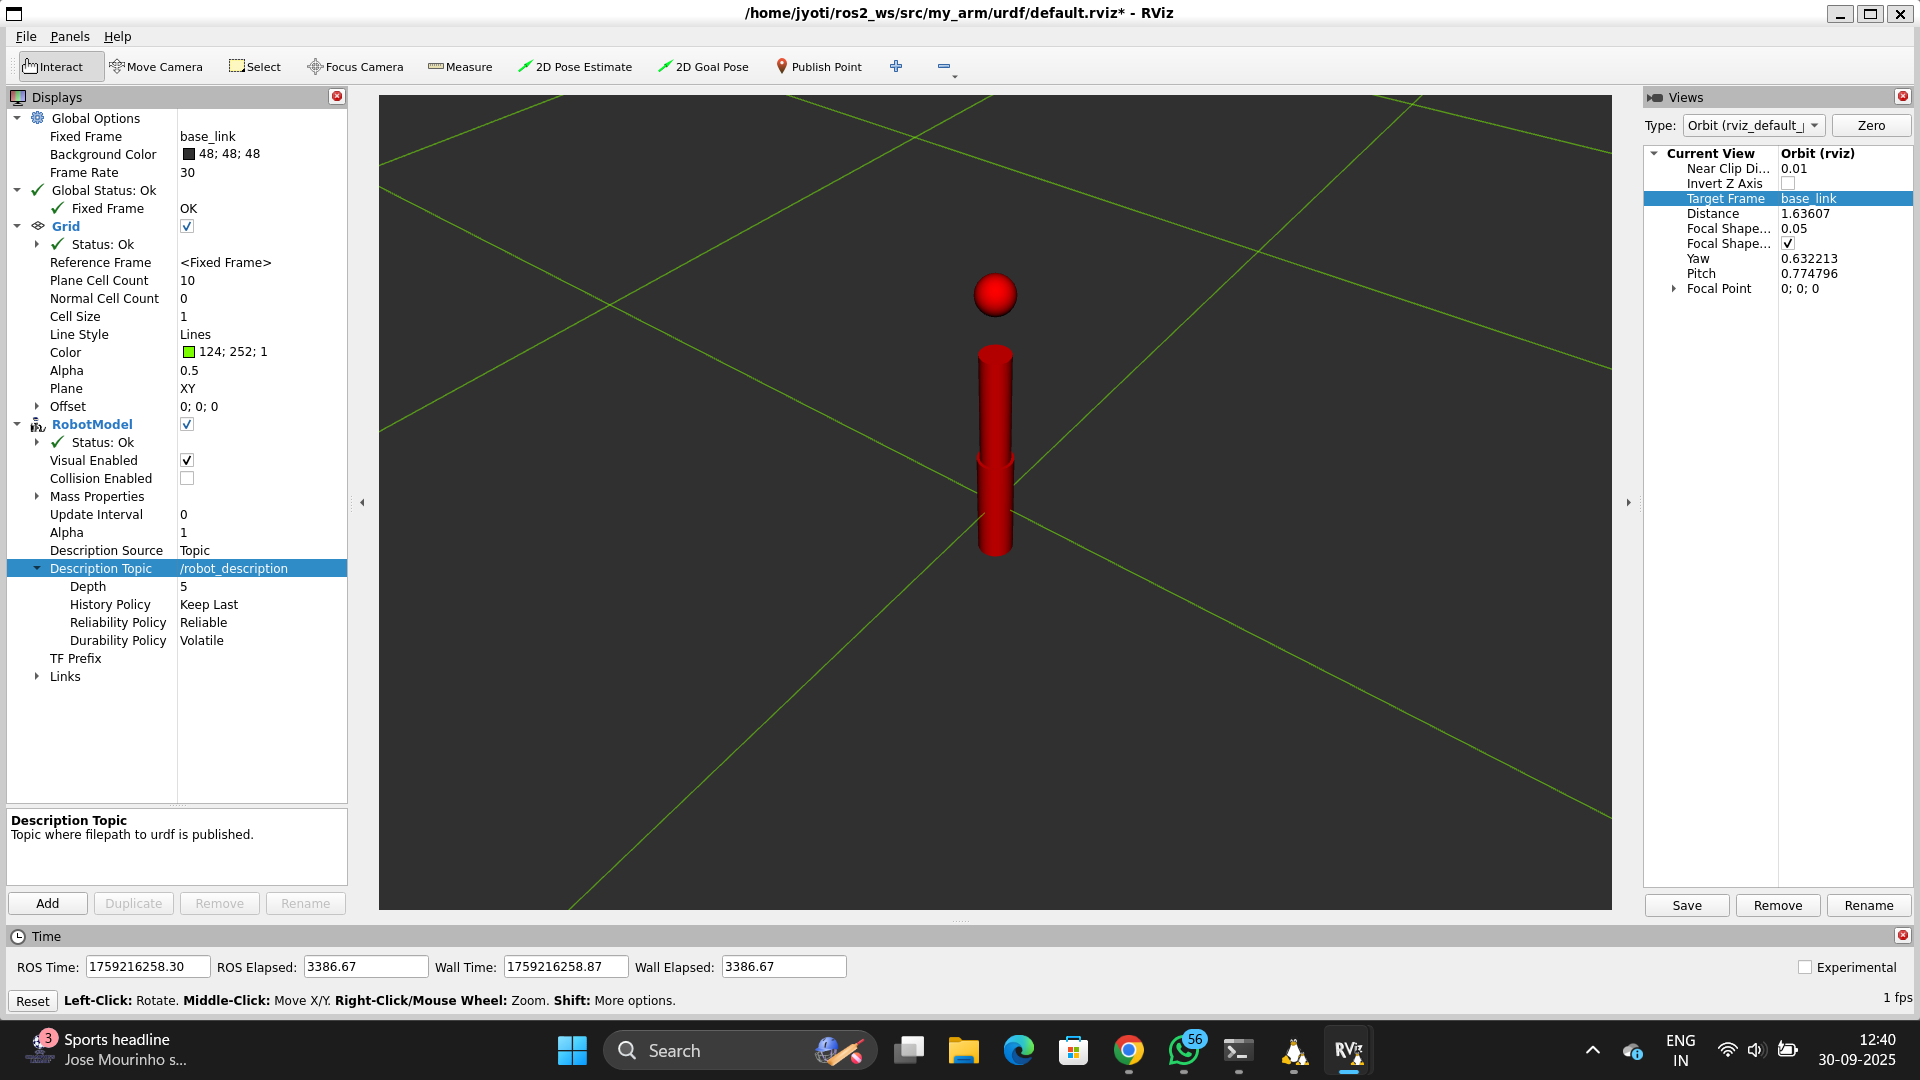 /home/jyoti/ros2_ws/src/my_arm/urdf/default.rviz* - RViz
File Panels Help
Interact Move Camera Select Focus Camera Measure 2D Pose Estimate 2D Goal Pose Publish Point
Displays
Global Options
Fixed Frame base_link
Background Color 48; 48; 48
Frame Rate 30
Global Status: Ok
Fixed Frame OK
Grid
Status: Ok
Reference Frame <Fixed Frame>
Plane Cell Count 10
Normal Cell Count 0
Cell Size 1
Line Style Lines
Color 124; 252; 1
Alpha 0.5
Plane XY
Offset 0; 0; 0
RobotModel
Status: Ok
Visual Enabled
Collision Enabled
Mass Properties
Update Interval 0
Alpha 1
Description Source Topic
Description Topic /robot_description
Depth 5
History Policy Keep Last
Reliability Policy Reliable
Durability Policy Volatile
TF Prefix
Links
Description Topic
Topic where filepath to urdf is published.
Add Duplicate Remove Rename
Views
Type: Orbit (rviz_default_ Zero
Current View Orbit (rviz)
Near Clip Di... 0.01
Invert Z Axis
Target Frame base_link
Distance 1.63607
Focal Shape... 0.05
Focal Shape...
Yaw 0.632213
Pitch 0.774796
Focal Point 0; 0; 0
Save Remove Rename
Time
ROS Time: 1759216258.30 ROS Elapsed: 3386.67 Wall Time: 1759216258.87 Wall Elapsed: 3386.67 Experimental
Reset Left-Click: Rotate. Middle-Click: Move X/Y. Right-Click/Mouse Wheel: Zoom. Shift: More options. 1 fps
3 Sports headline
Jose Mourinho s...
Search
56
RViz
ENG
IN
12:40
30-09-2025